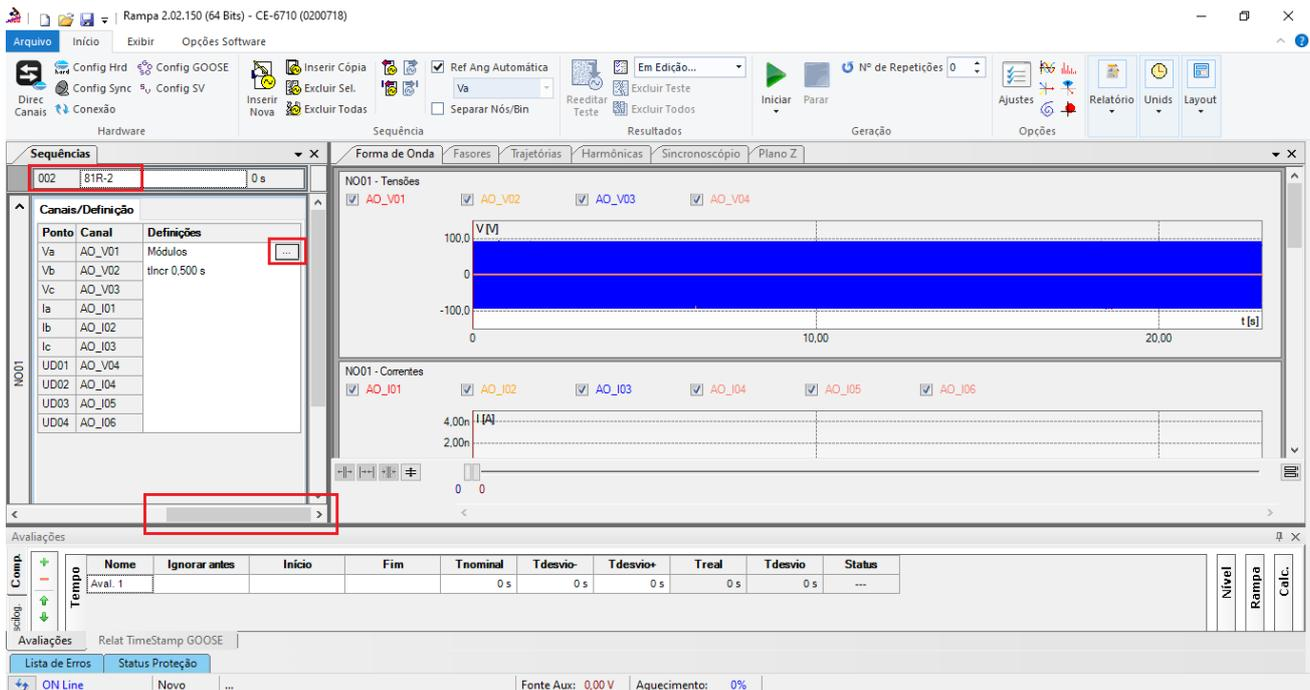 Rampa 2.02.150 (64 Bits) - CE-6710 (0200718)
Arquivo Início Exibir Opções Software
Direc Canais
Config Hrd Config GOOSE
Config Sync Config SV
Conexão
Hardware
Inserir Nova
Inserir Cópia
Excluir Sel.
Excluir Todas
Ref Ang Automática
Va
Separar Nós/Bin
Sequência
Reeditar Teste
Em Edição...
Excluir Teste
Excluir Todos
Resultados
Iniciar Parar
Nº de Repetições 0
Geração
Ajustes
Opções
Relatório Unids Layout
Sequências
002 81R-2 0 s
NO01
Canais/Definição
Ponto Canal Definições
Va AO_V01 Módulos ...
Vb AO_V02 tIncr 0,500 s
Vc AO_V03
Ia AO_I01
Ib AO_I02
Ic AO_I03
UD01 AO_V04
UD02 AO_I04
UD03 AO_I05
UD04 AO_I06
Forma de Onda Fasores Trajetórias Harmônicas Sincronoscópio Plano Z
NO01 - Tensões
AO_V01 AO_V02 AO_V03 AO_V04
V [V]
100,0
0
-100,0
t [s]
0 10,00 20,00
NO01 - Correntes
AO_I01 AO_I02 AO_I03 AO_I04 AO_I05 AO_I06
I [A]
4,00n
2,00n
0 0
Avaliações
Comp.
scilog.
Tempo
Nome Ignorar antes Início Fim Tnominal Tdesvio- Tdesvio+ Treal Tdesvio Status
Aval. 1 0 s 0 s 0 s 0 s 0 s ---
Nível
Rampa
Calc.
Avaliações Relat TimeStamp GOOSE
Lista de Erros Status Proteção
ON Line Novo ... Fonte Aux: 0,00 V Aquecimento: 0%